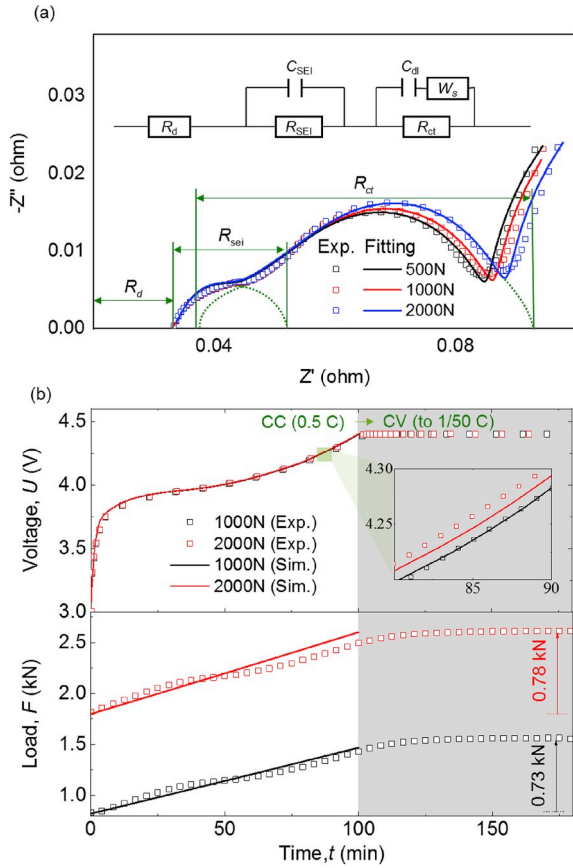 (a)
-Z" (ohm)
0.03
0.02
0.01
0.00
C_SEI
C_dl
W_s
R_d
R_SEI
R_ct
R_ct
R_sei
R_d
Exp. Fitting
500N
1000N
2000N
0.04
0.08
Z' (ohm)
(b)
Voltage, U (V)
4.5
4.0
3.5
3.0
CC (0.5 C)
CV (to 1/50 C)
1000N (Exp.)
2000N (Exp.)
1000N (Sim.)
2000N (Sim.)
4.30
4.25
85
90
Load, F (kN)
2.5
2.0
1.5
1.0
0.78 kN
0.73 kN
0
50
100
150
Time,t (min)